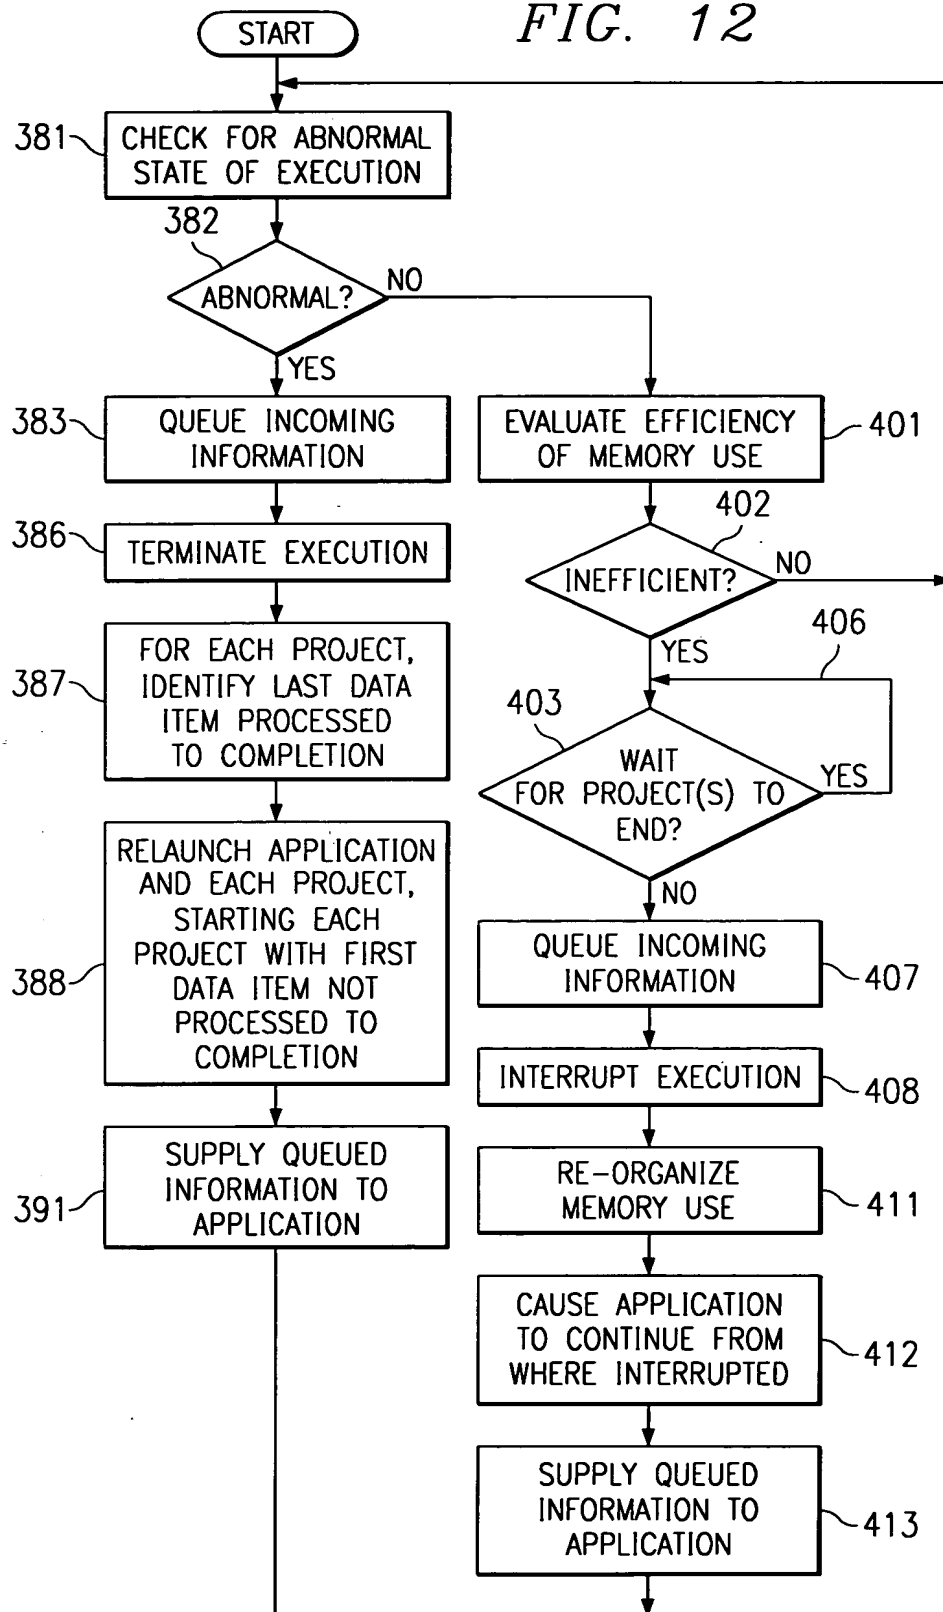 FIG. 12
START
381
CHECK FOR ABNORMAL
STATE OF EXECUTION
382
ABNORMAL?
NO
YES
383
QUEUE INCOMING
INFORMATION
386
TERMINATE EXECUTION
387
FOR EACH PROJECT,
IDENTIFY LAST DATA
ITEM PROCESSED
TO COMPLETION
388
RELAUNCH APPLICATION
AND EACH PROJECT,
STARTING EACH
PROJECT WITH FIRST
DATA ITEM NOT
PROCESSED TO
COMPLETION
391
SUPPLY QUEUED
INFORMATION TO
APPLICATION
EVALUATE EFFICIENCY
OF MEMORY USE
401
402
INEFFICIENT?
NO
YES
406
403
WAIT
FOR PROJECT(S) TO
END?
YES
NO
QUEUE INCOMING
INFORMATION
407
INTERRUPT EXECUTION
408
RE-ORGANIZE
MEMORY USE
411
CAUSE APPLICATION
TO CONTINUE FROM
WHERE INTERRUPTED
412
SUPPLY QUEUED
INFORMATION TO
APPLICATION
413